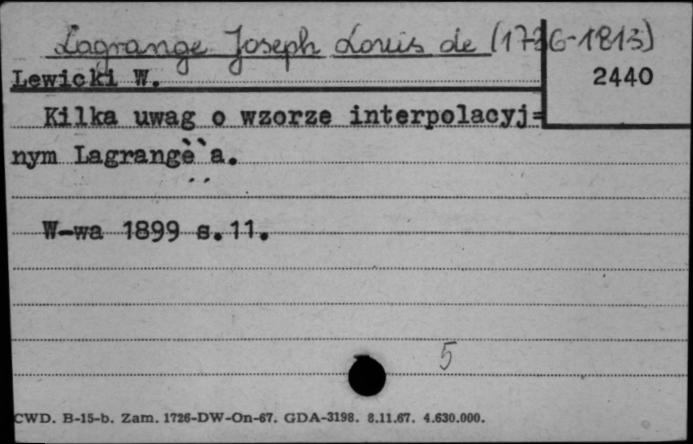 Lagrange Joseph Louis de (1736-1813)
Lewicki W.
2440
Kilka uwag o wzorze interpolacyj=
nym Lagrangè`a.
W-wa 1899 s.11.
5
CWD. B-15-b. Zam. 1726-DW-On-67. GDA-3198. 8.11.67. 4.630.000.